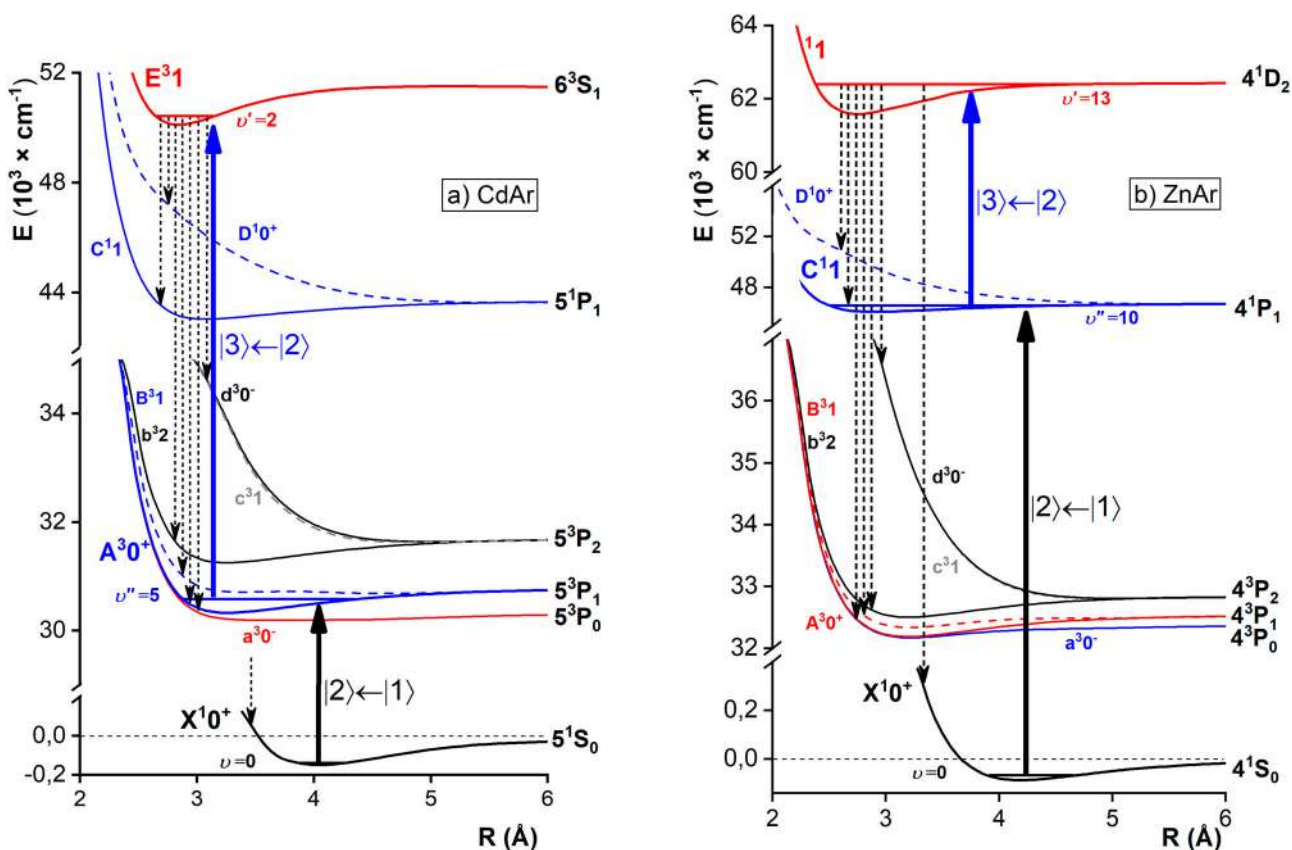 52
48
44
34
32
30
0,0
-0,2
2
3
4
5
6
E (10³ × cm⁻¹)
R (Å)
a) CdAr
E³1
6³S₁
υ'=2
D¹0⁺
C¹1
5¹P₁
|3⟩←|2⟩
B³1
b³2
d³0⁻
c³1
5³P₂
A³0⁺
5³P₁
υ''=5
5³P₀
a³0⁻
|2⟩←|1⟩
X¹0⁺
5¹S₀
υ=0
64
62
60
52
48
36
35
34
33
32
0,2
0,0
2
3
4
5
6
E (10³ × cm⁻¹)
R (Å)
b) ZnAr
¹1
4¹D₂
υ'=13
D¹0⁺
|3⟩←|2⟩
C¹1
4¹P₁
υ''=10
B³1
b³2
d³0⁻
|2⟩←|1⟩
c³1
4³P₂
4³P₁
A³0⁺
a³0⁻
4³P₀
X¹0⁺
υ=0
4¹S₀